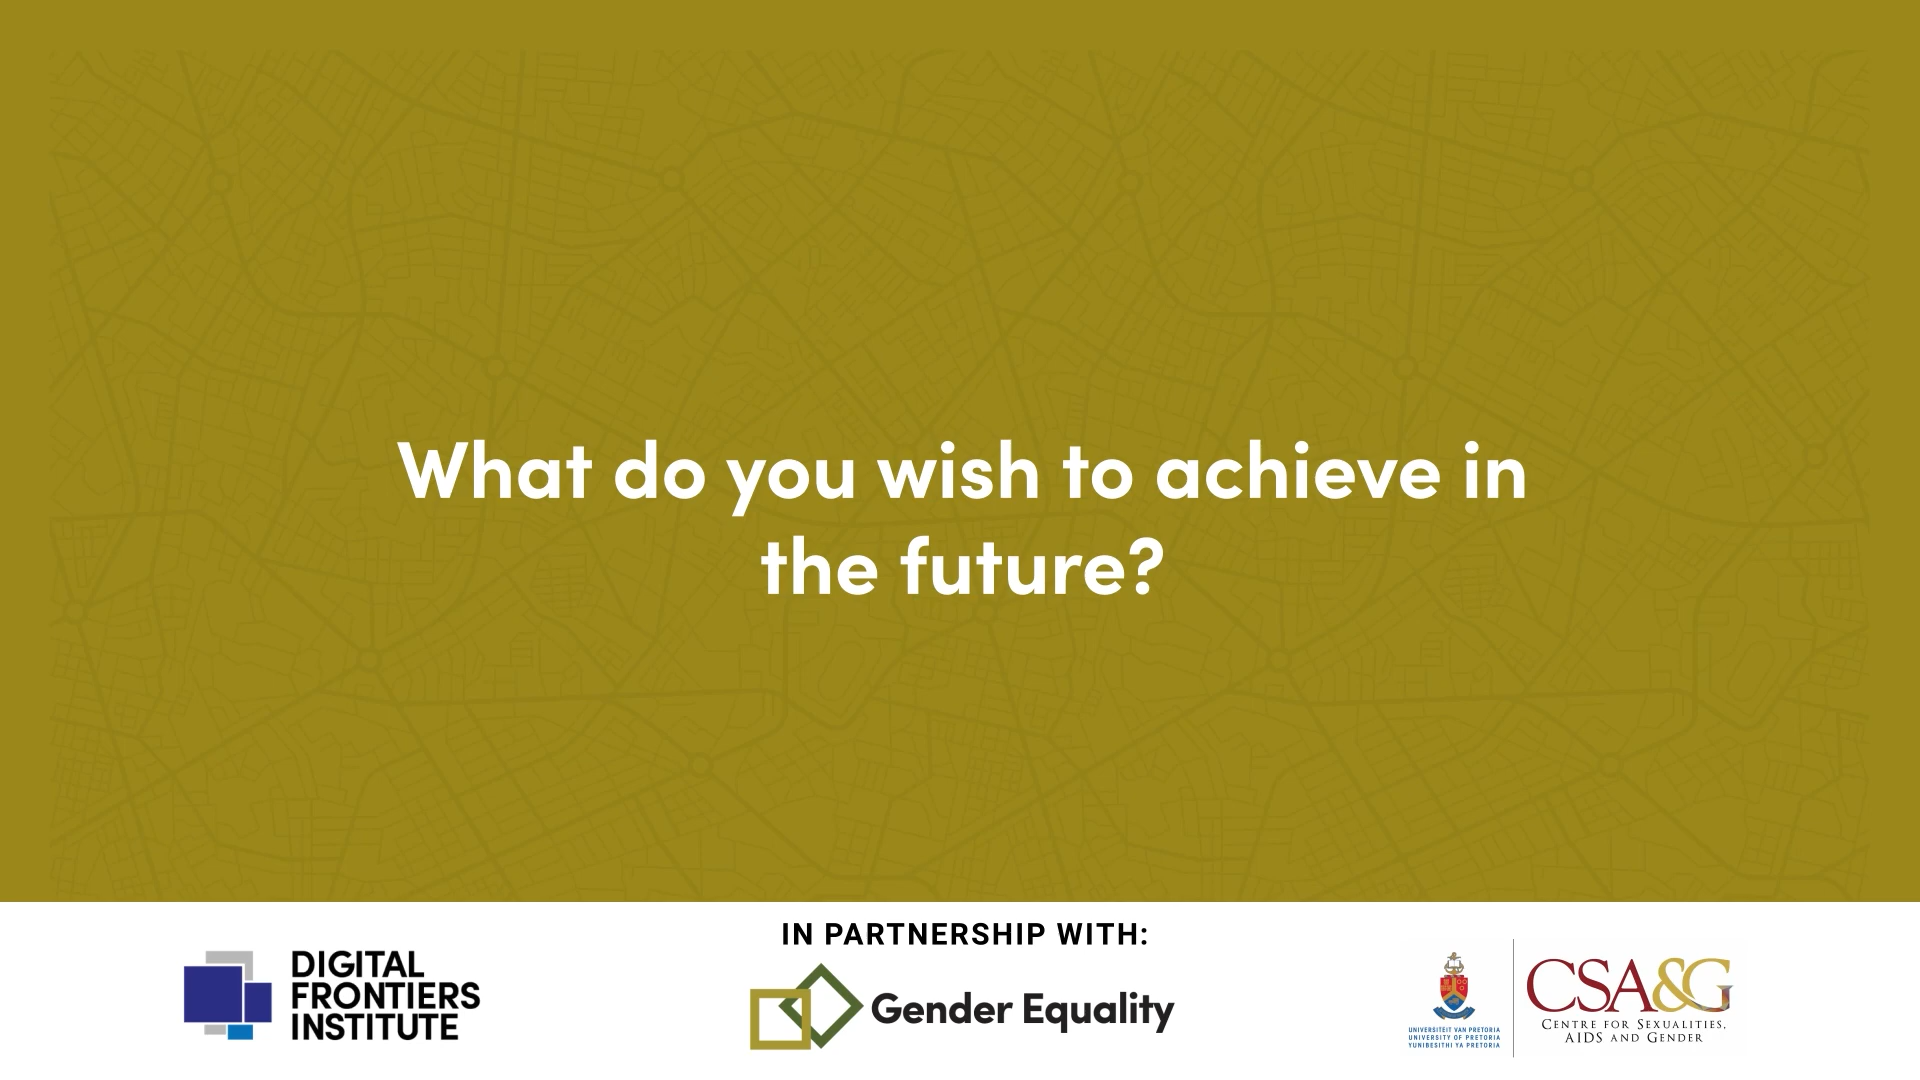 What do you wish to achieve in
the future?
IN PARTNERSHIP WITH:
DIGITAL
FRONTIERS
INSTITUTE
Gender Equality
UNIVERSITEIT VAN PRETORIA
UNIVERSITY OF PRETORIA
YUNIBESITHI YA PRETORIA
CSA&G
CENTRE FOR SEXUALITIES,
AIDS AND GENDER